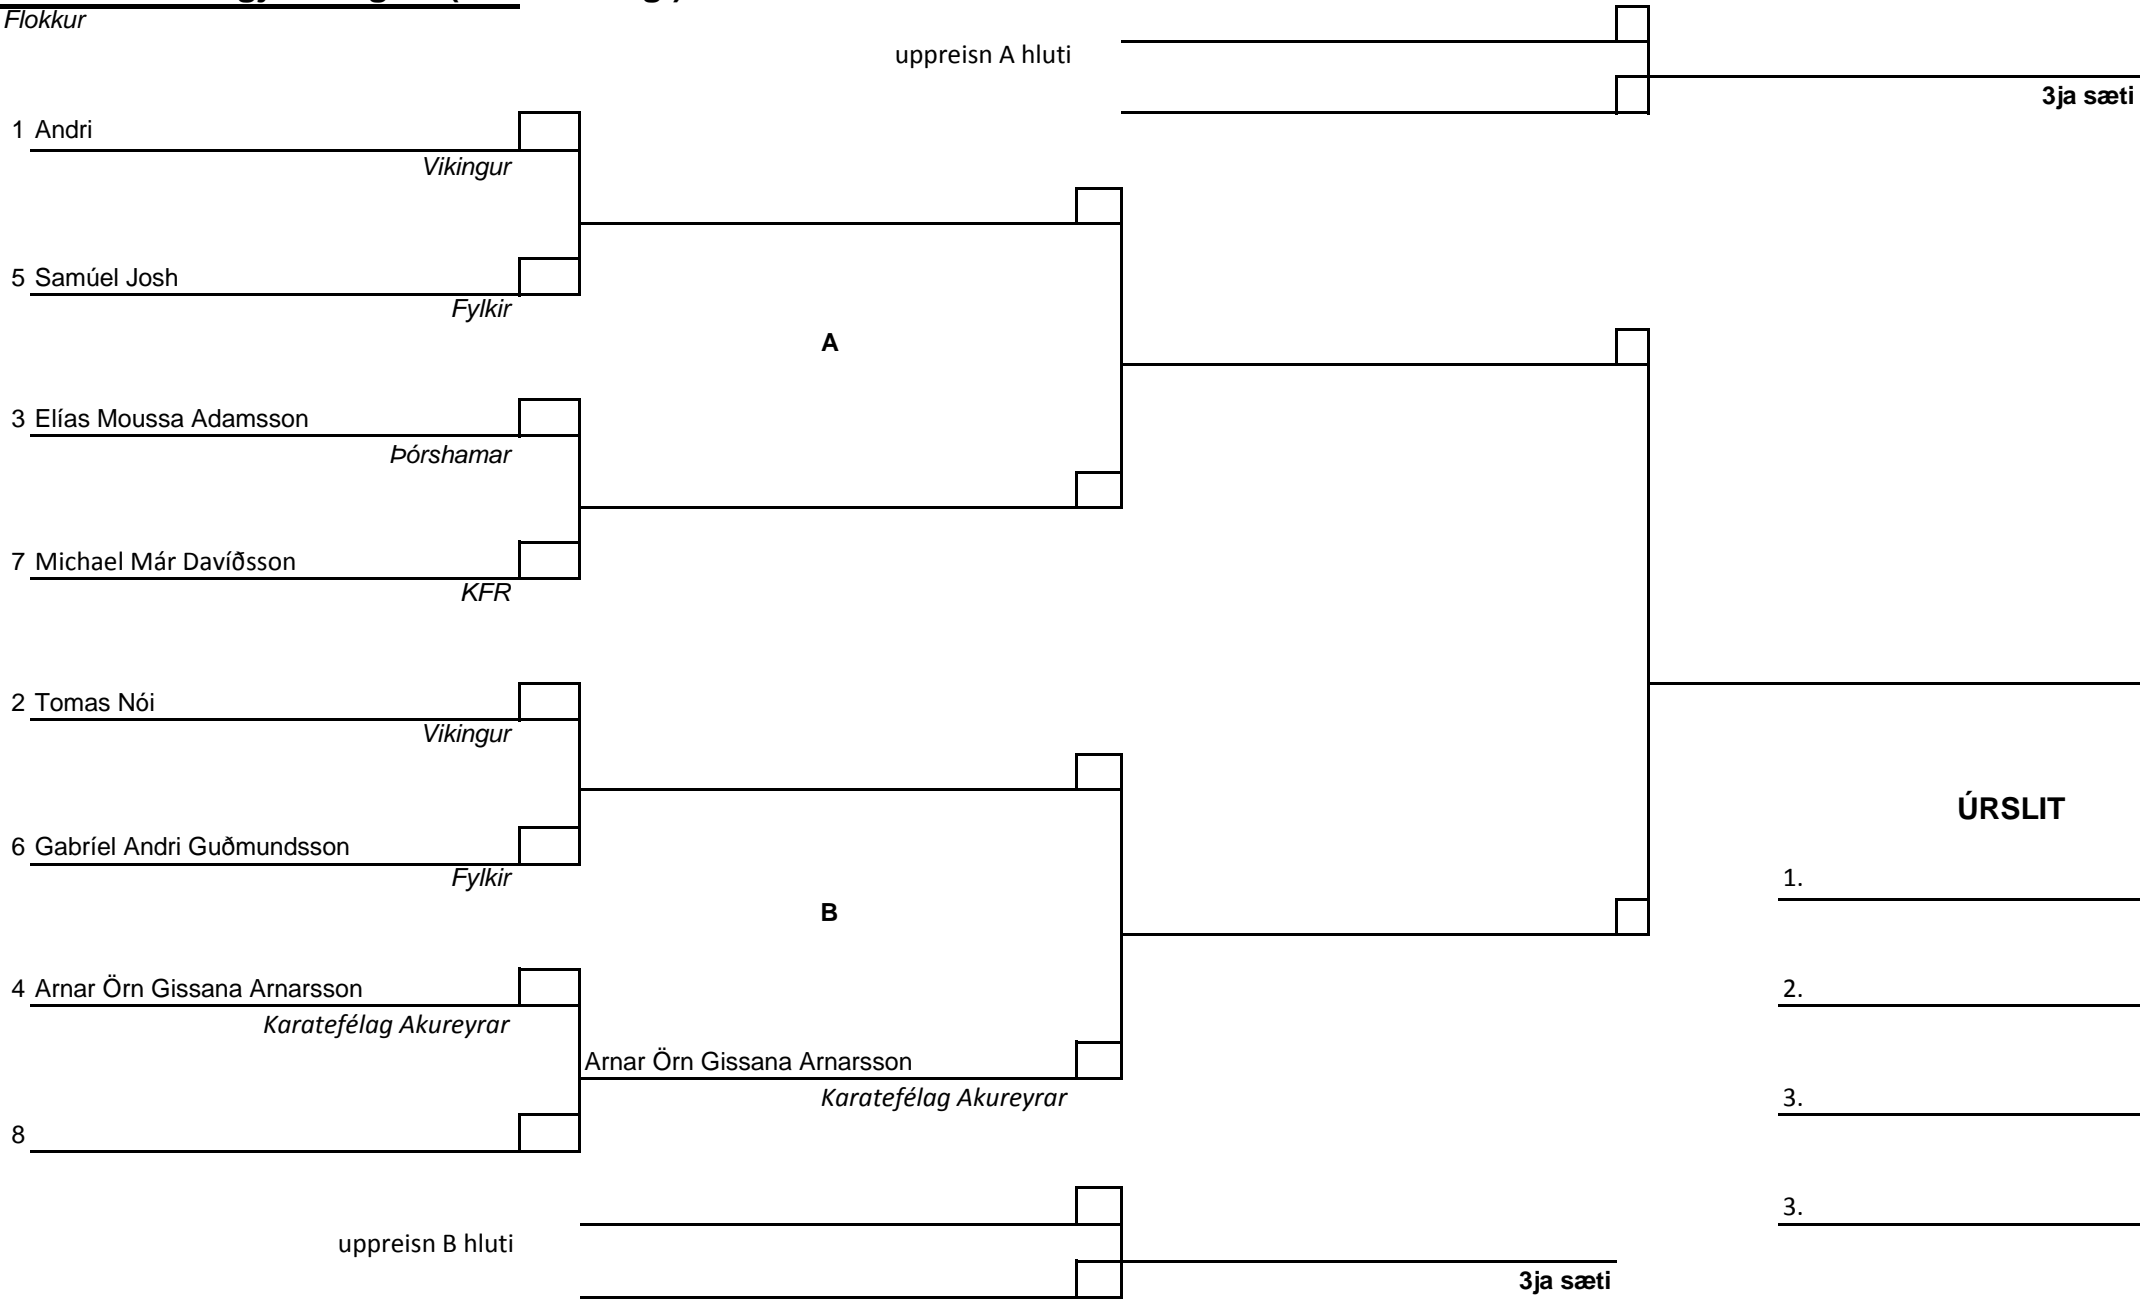 Flokkur
uppreisn A hluti
3ja sæti
1 Andri
Vikingur
5 Samúel Josh
Fylkir
A
3 Elías Moussa Adamsson
Þórshamar
7 Michael Már Davíðsson
KFR
2 Tomas Nói
Vikingur
ÚRSLIT
6 Gabríel Andri Guðmundsson
Fylkir
1.
B
4 Arnar Örn Gissana Arnarsson
2.
Karatefélag Akureyrar
Arnar Örn Gissana Arnarsson
Karatefélag Akureyrar
3.
8
3.
uppreisn B hluti
3ja sæti